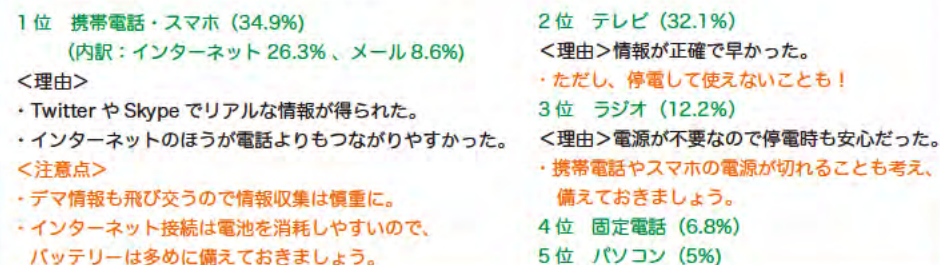 1位 携帯電話・スマホ（34.9%）
（内訳：インターネット 26.3% 、メール 8.6%）
＜理由＞
・Twitter や Skype でリアルな情報が得られた。
・インターネットのほうが電話よりもつながりやすかった。
＜注意点＞
・デマ情報も飛び交うので情報収集は慎重に。
・インターネット接続は電池を消耗しやすいので、
バッテリーは多めに備えておきましょう。
2位 テレビ（32.1%）
＜理由＞情報が正確で早かった。
・ただし、停電して使えないことも！
3位 ラジオ（12.2%）
＜理由＞電源が不要なので停電時も安心だった。
・携帯電話やスマホの電源が切れることも考え、
備えておきましょう。
4位 固定電話（6.8%）
5位 パソコン（5%）